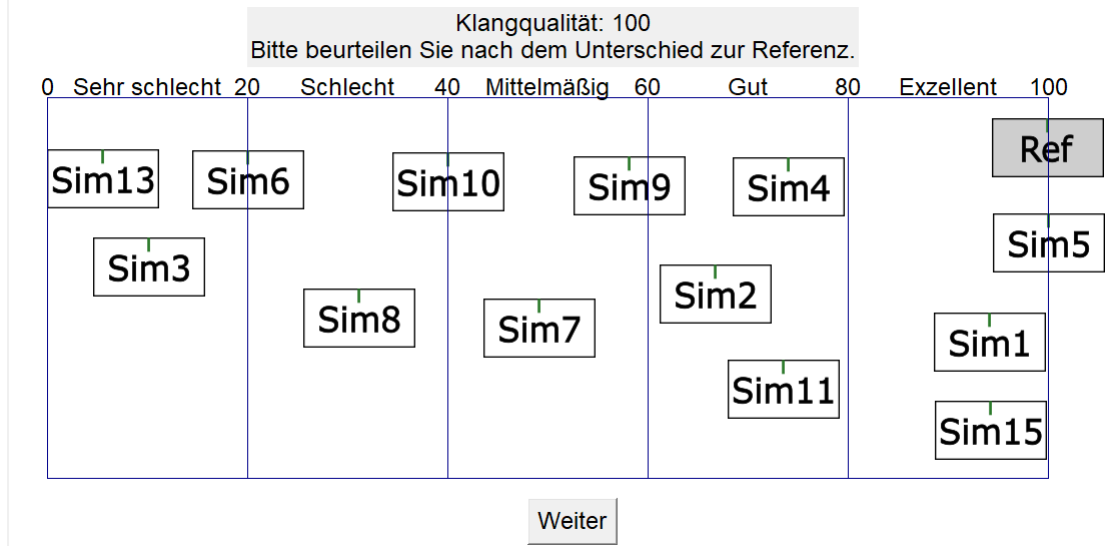 Klangqualität: 100
Bitte beurteilen Sie nach dem Unterschied zur Referenz.
0 Sehr schlecht 20 Schlecht 40 Mittelmäßig 60 Gut 80 Exzellent 100
Ref
Sim13 Sim6 Sim10 Sim9 Sim4
Sim5
Sim3
Sim2
Sim8 Sim7
Sim1
Sim11
Sim15
Weiter